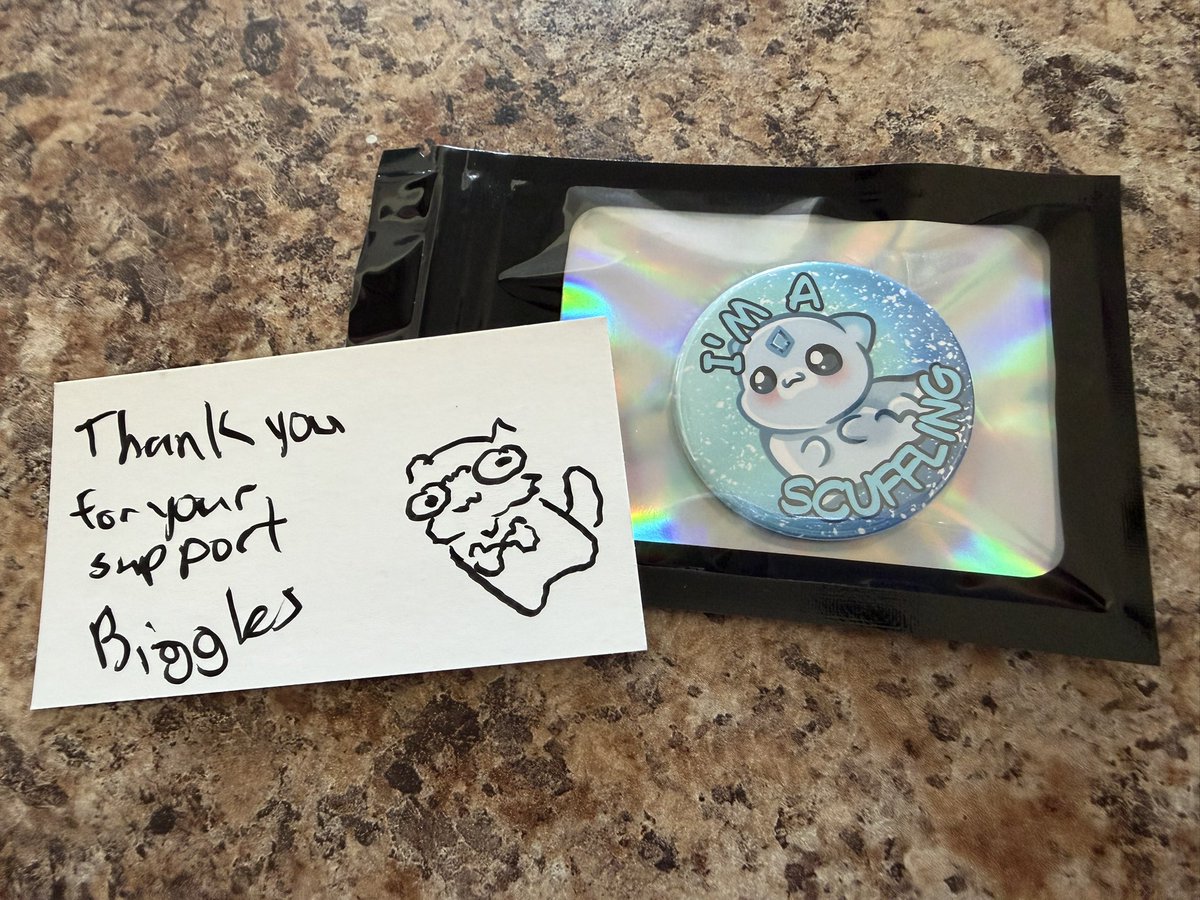 Thank you
for your
support
Biggles
I'M A
SCUFFLING